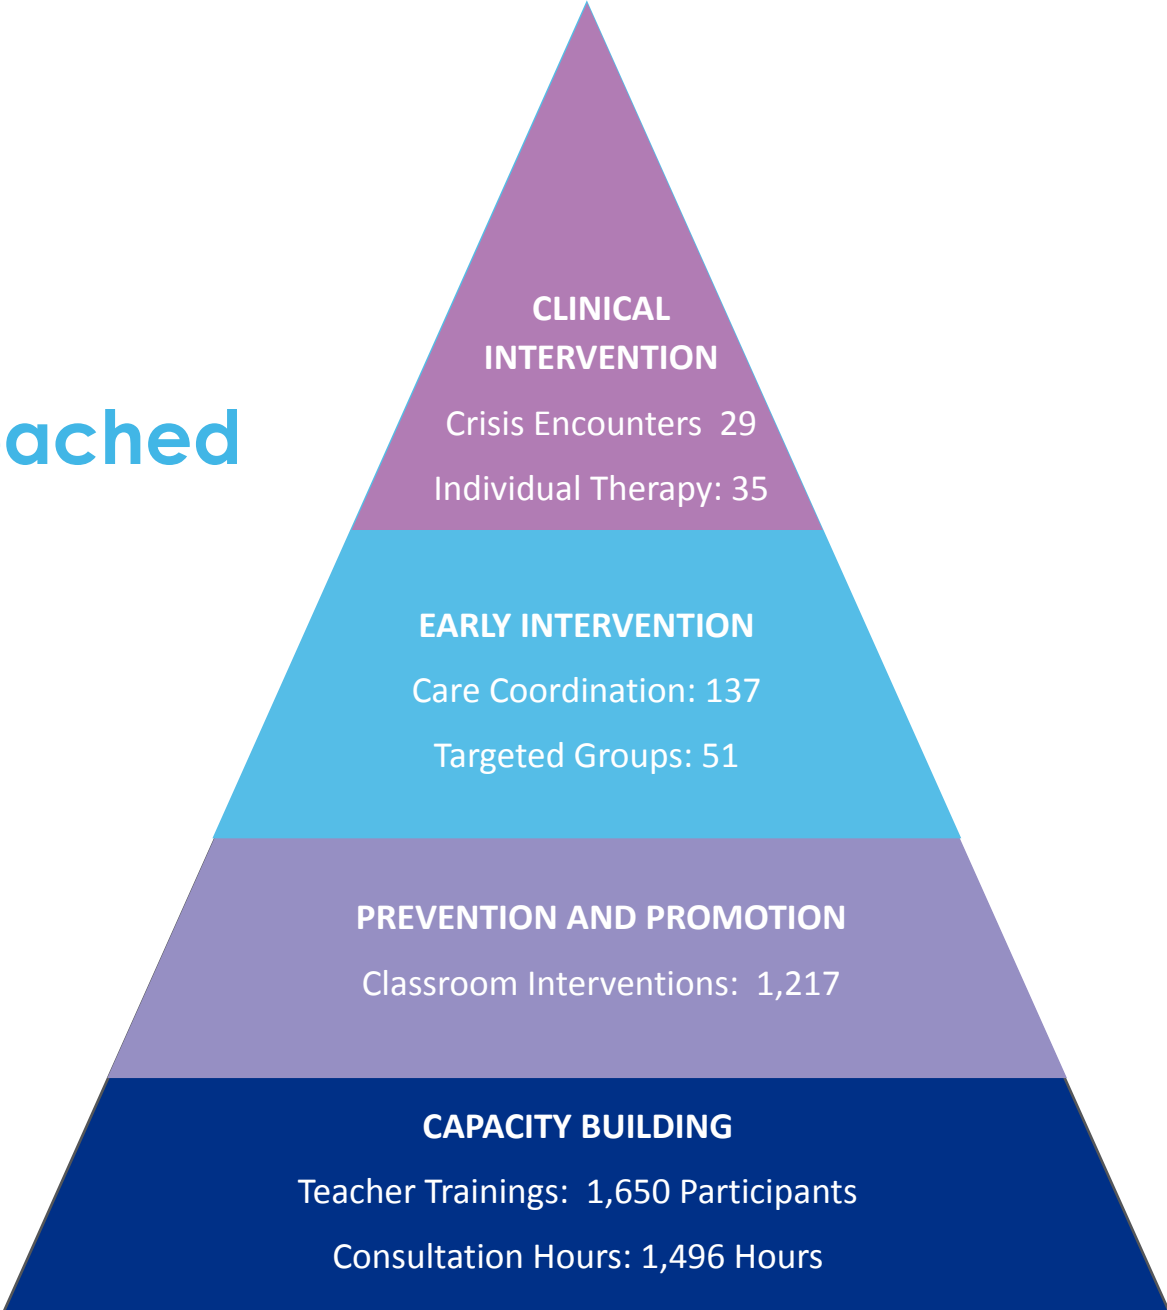 CLINICAL
INTERVENTION
Crisis Encounters  29
ached
Individual Therapy: 35
EARLY INTERVENTION
Care Coordination: 137
Targeted Groups: 51
PREVENTION AND PROMOTION
Classroom Interventions:  1,217
CAPACITY BUILDING
Teacher Trainings:  1,650 Participants
Consultation Hours: 1,496 Hours